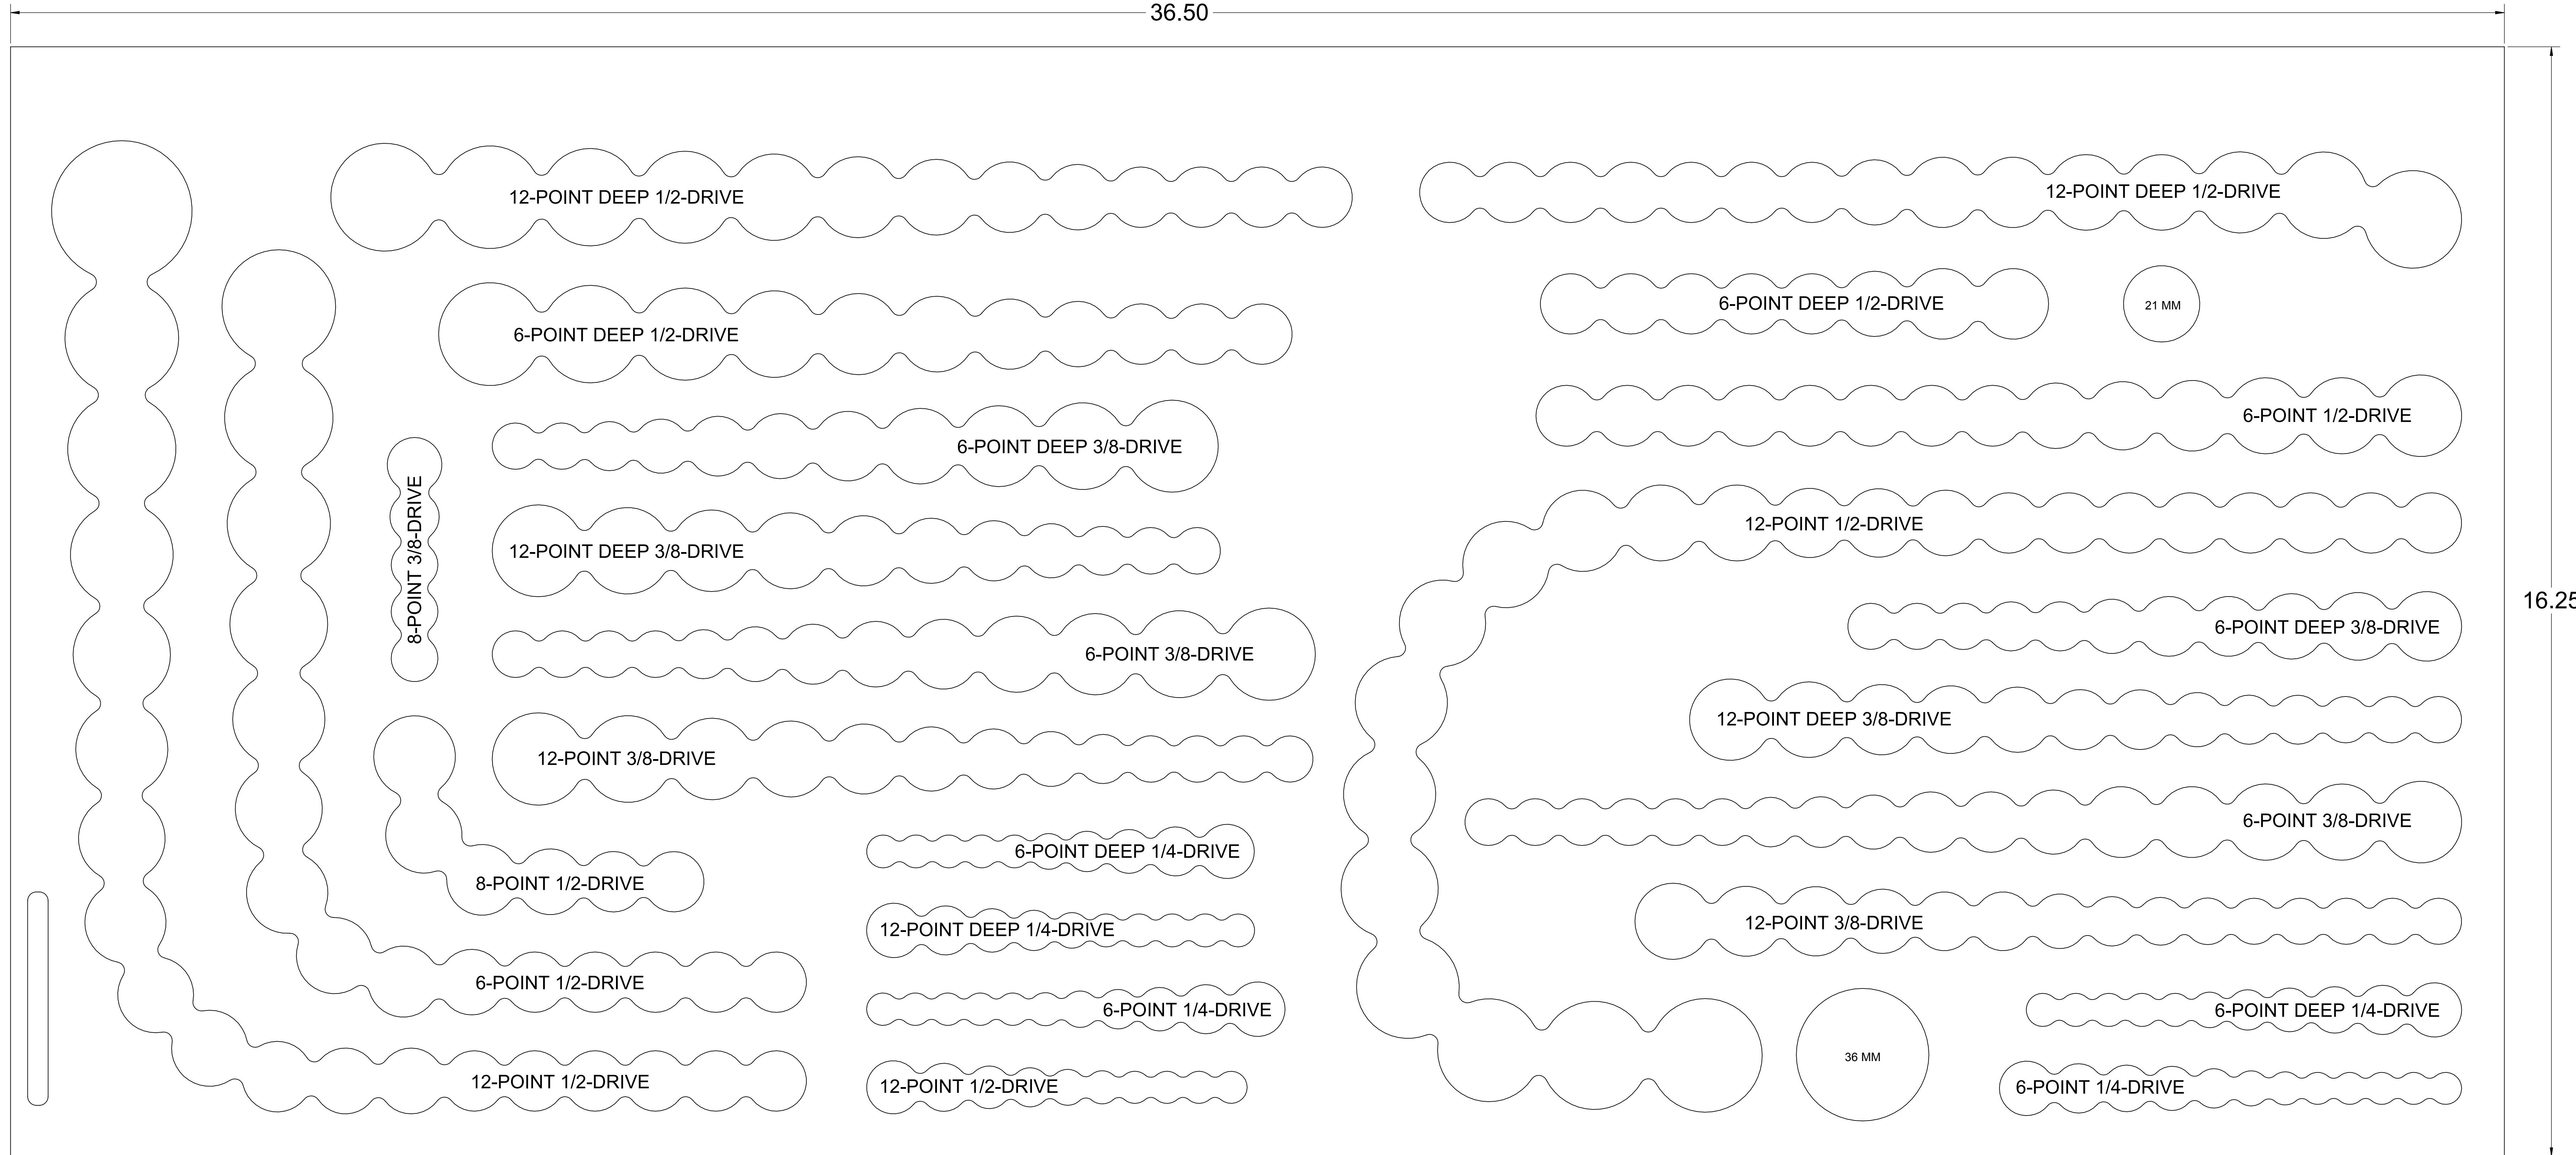 36.50
12-POINT DEEP 1/2-DRIVE
12-POINT DEEP 1/2-DRIVE
6-POINT DEEP 1/2-DRIVE
21 MM
6-POINT DEEP 1/2-DRIVE
6-POINT 1/2-DRIVE
6-POINT DEEP 3/8-DRIVE
8-POINT 3/8-DRIVE
12-POINT 1/2-DRIVE
12-POINT DEEP 3/8-DRIVE
16.25
6-POINT DEEP 3/8-DRIVE
6-POINT 3/8-DRIVE
12-POINT DEEP 3/8-DRIVE
12-POINT 3/8-DRIVE
6-POINT 3/8-DRIVE
6-POINT DEEP 1/4-DRIVE
8-POINT 1/2-DRIVE
12-POINT 3/8-DRIVE
12-POINT DEEP 1/4-DRIVE
6-POINT 1/2-DRIVE
6-POINT 1/4-DRIVE
6-POINT DEEP 1/4-DRIVE
36 MM
12-POINT 1/2-DRIVE
12-POINT 1/2-DRIVE
6-POINT 1/4-DRIVE